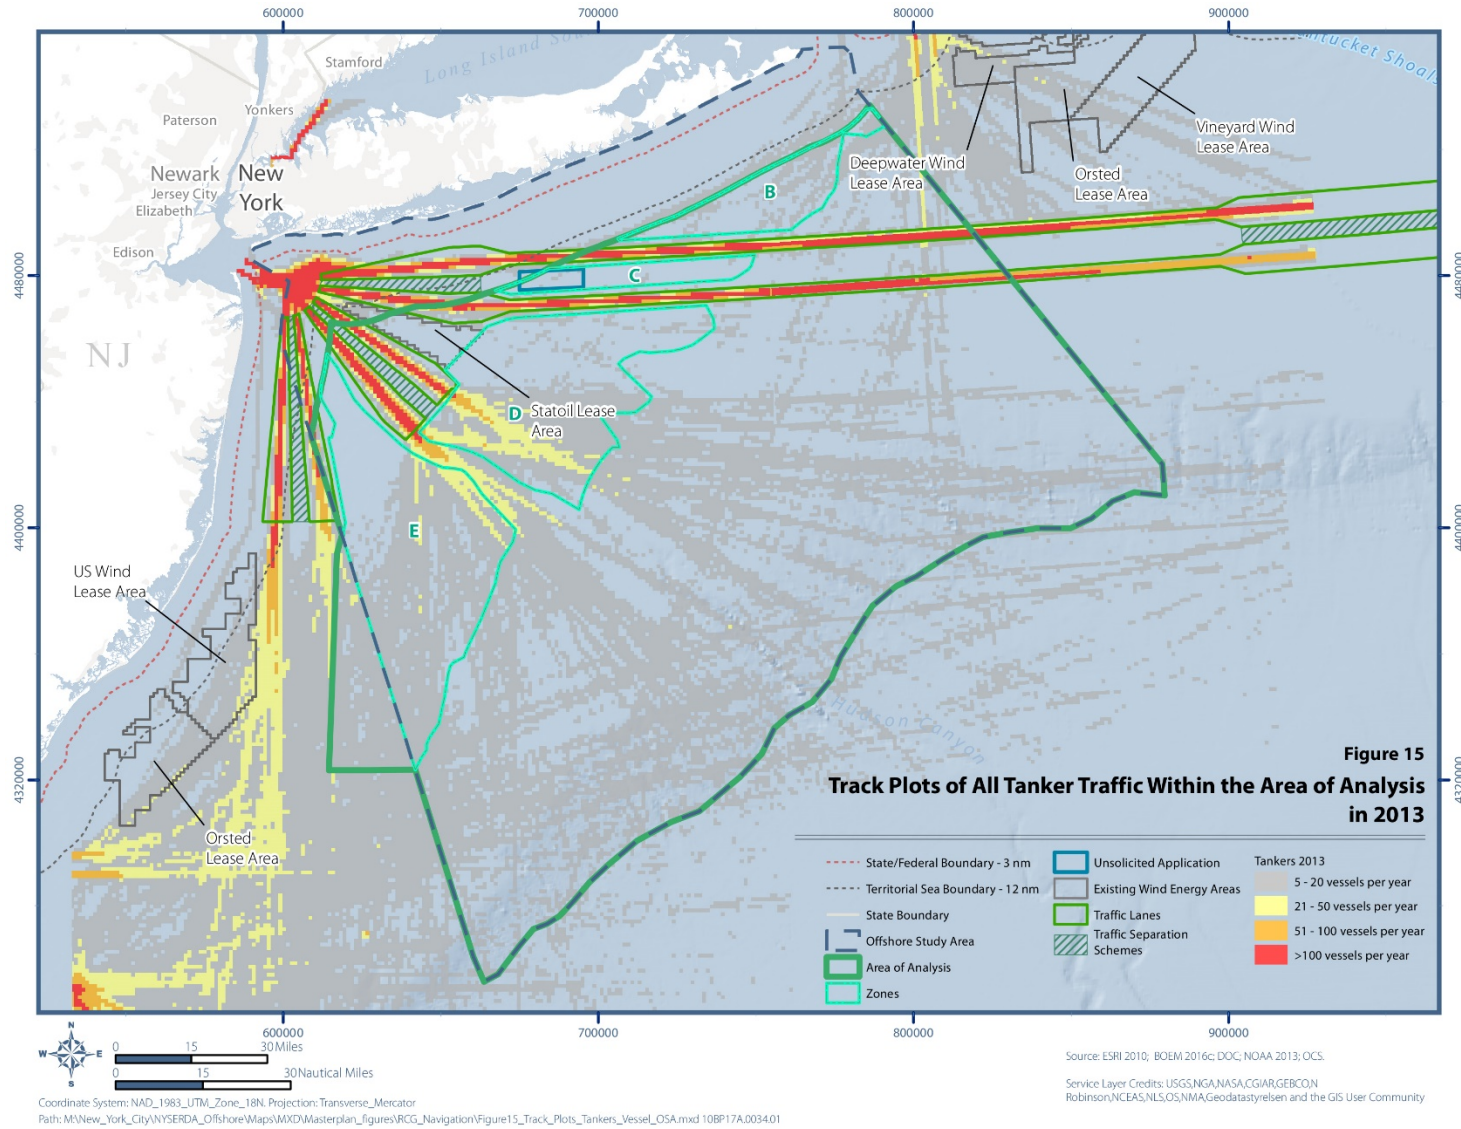 600000
700000
800000
900000
Long Island Sou
ntucket Shoals
Stamford
Yonkers
Paterson
Newark
New
York
Jersey City
Elizabeth
Edison
NJ
Vineyard Wind
Lease Area
Deepwater Wind
Lease Area
Orsted
Lease Area
B
C
D
E
Statoil Lease
Area
US Wind
Lease Area
Orsted
Lease Area
Hudson Canyon
4480000
4400000
4320000
4480000
4400000
4320000
Figure 15
Track Plots of All Tanker Traffic Within the Area of Analysis
in 2013
State/Federal Boundary - 3 nm
Territorial Sea Boundary - 12 nm
State Boundary
Offshore Study Area
Area of Analysis
Zones
Unsolicited Application
Existing Wind Energy Areas
Traffic Lanes
Traffic Separation
Schemes
Tankers 2013
5 - 20 vessels per year
21 - 50 vessels per year
51 - 100 vessels per year
>100 vessels per year
600000
700000
800000
900000
N
W
E
S
0 15 30 Miles
0 15 30 Nautical Miles
Coordinate System: NAD_1983_UTM_Zone_18N. Projection: Transverse_Mercator
Path: M:\New_York_City\NYSERDA_Offshore\Maps\MXD\Masterplan_figures\RCG_Navigation\Figure15_Track_Plots_Tankers_Vessel_OSA.mxd 10BP17A.0034.01
Source: ESRI 2010; BOEM 2016c; DOC; NOAA 2013; OCS.
Service Layer Credits: USGS,NGA,NASA,CGIAR,GEBCO,N
Robinson,NCEAS,NLS,OS,NMA,Geodatastyrelsen and the GIS User Community